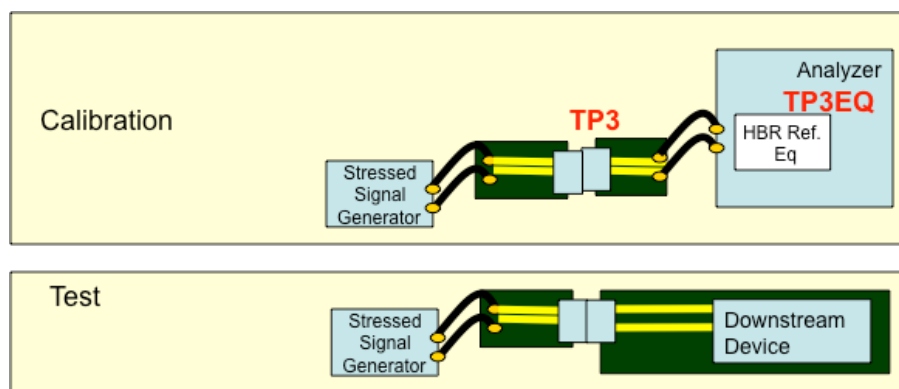 Calibration
Stressed
Signal
Generator
TP3
Analyzer
TP3EQ
HBR Ref.
Eq
Test
Stressed
Signal
Generator
Downstream
Device